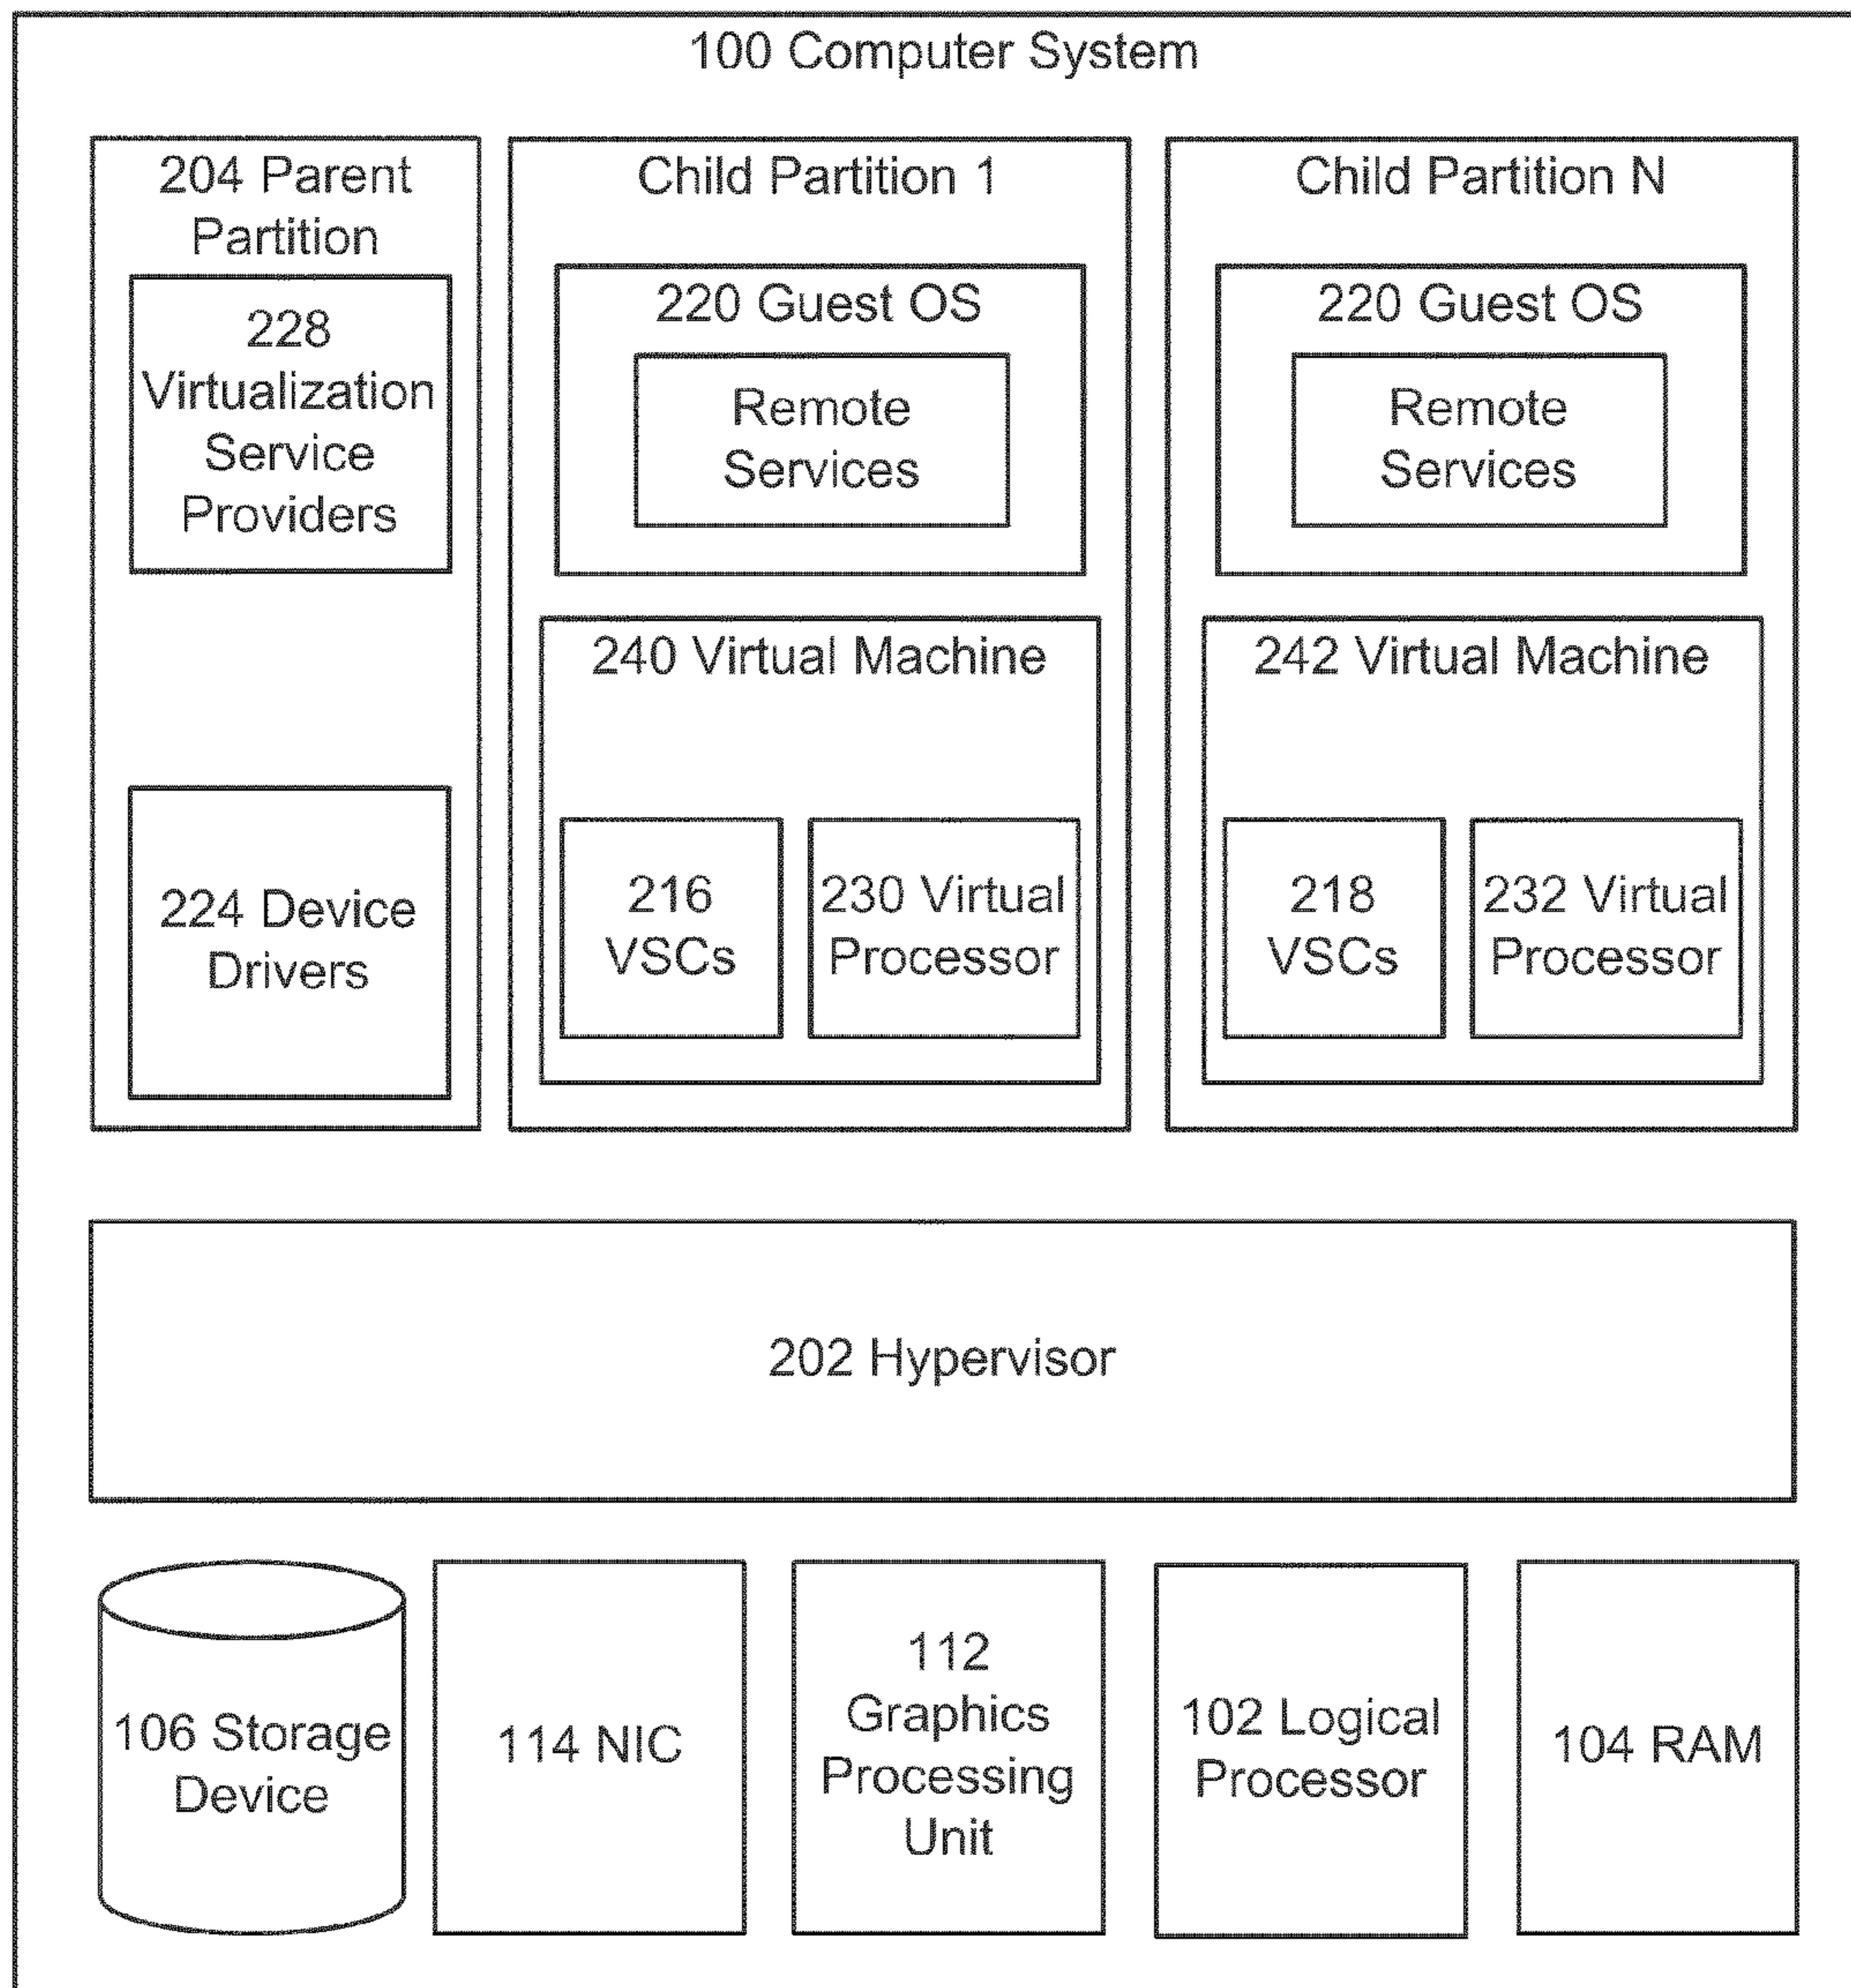 100 Computer System
204 Parent
Partition
228
Virtualization
Service
Providers
224 Device
Drivers
Child Partition 1
220 Guest OS
Remote
Services
240 Virtual Machine
216
VSCs
230 Virtual
Processor
Child Partition N
220 Guest OS
Remote
Services
242 Virtual Machine
218
VSCs
232 Virtual
Processor
202 Hypervisor
106 Storage
Device
114 NIC
112
Graphics
Processing
Unit
102 Logical
Processor
104 RAM